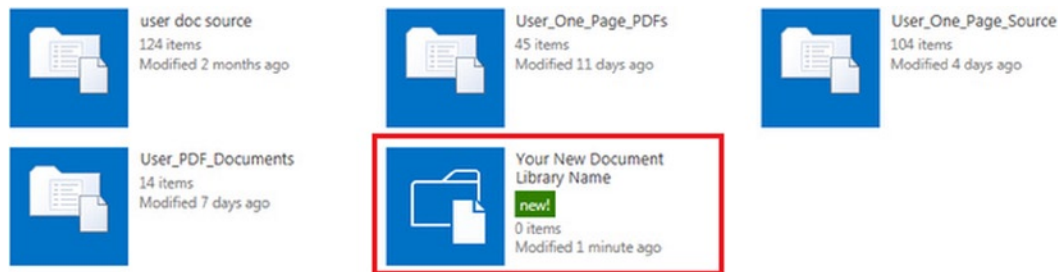 user doc source
124 items
Modified 2 months ago
User_One_Page_PDFs
45 items
Modified 11 days ago
User_One_Page_Source
104 items
Modified 4 days ago
User_PDF_Documents
14 items
Modified 7 days ago
Your New Document
Library Name
new!
0 items
Modified 1 minute ago